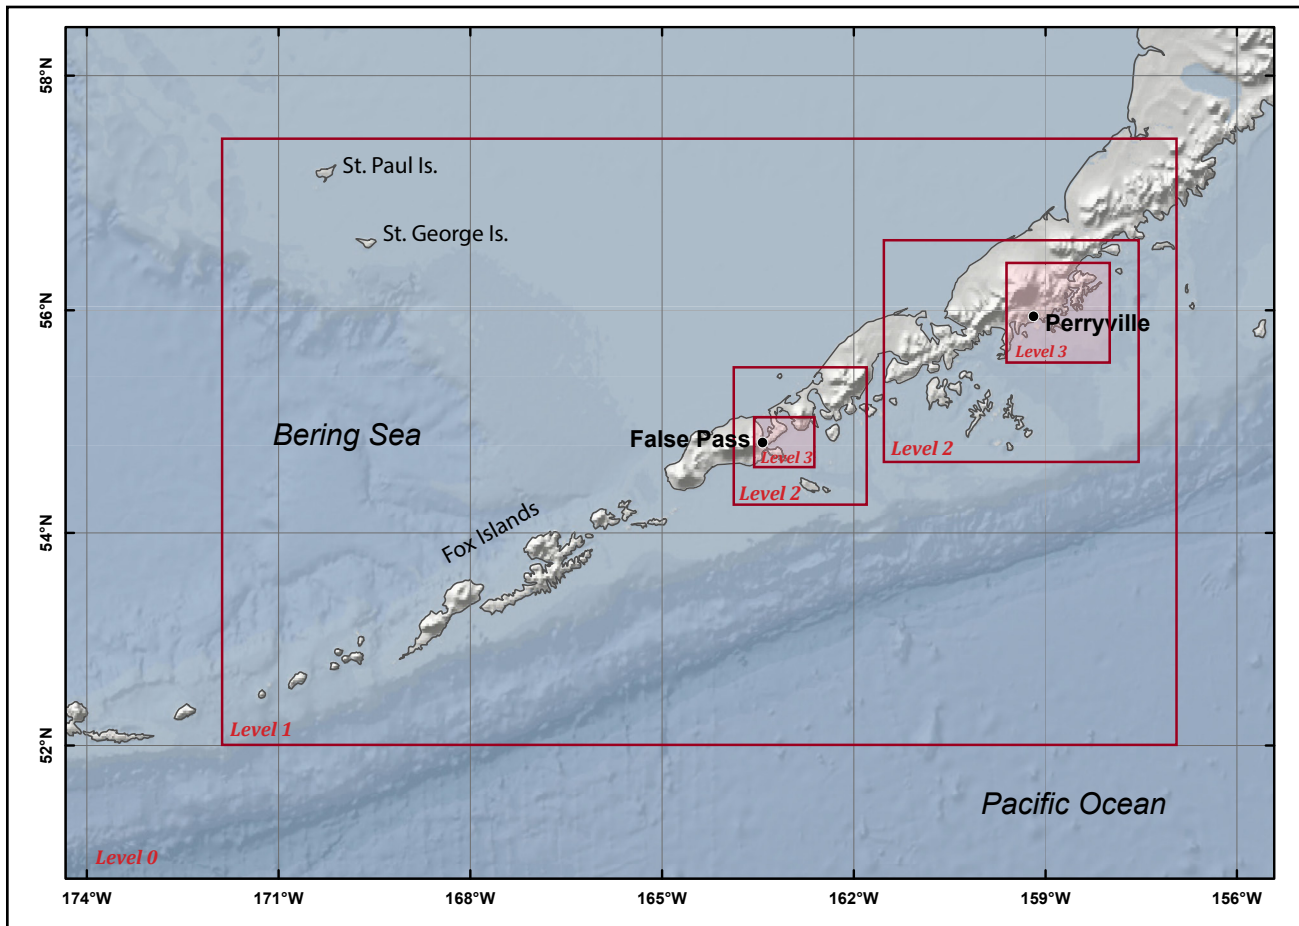 58°N
56°N
54°N
52°N
St. Paul Is.
St. George Is.
Bering Sea
Perryville
Level 3
False Pass
Level 3
Level 2
Level 2
Fox Islands
Level 1
Pacific Ocean
Level 0
174°W
171°W
168°W
165°W
162°W
159°W
156°W